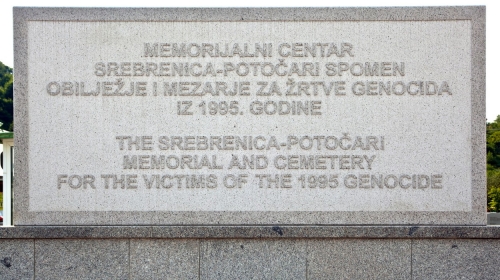 MEMORIJALNI CENTAR
SREBRENICA-POTOČARI SPOMEN
OBILJEŽJE I MEZARJE ZA ŽRTVE GENOCIDA
IZ 1995. GODINE
THE SREBRENICA-POTOČARI
MEMORIAL AND CEMETERY
FOR THE VICTIMS OF THE 1995 GENOCIDE